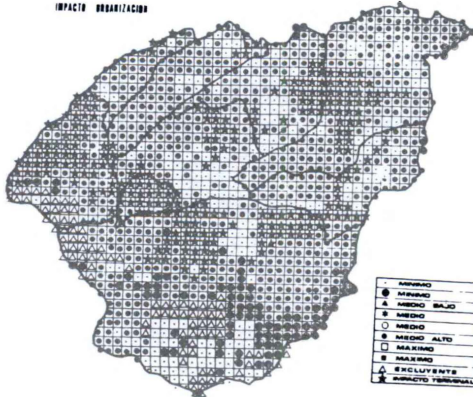 IMPACTO URBANIZACION
MINIMO
MINIMO
MEDIO BAJO
MEDIO
MEDIO
MEDIO ALTO
MAXIMO
MAXIMO
EXCLUYENTE
IMPACTO TERMINAL